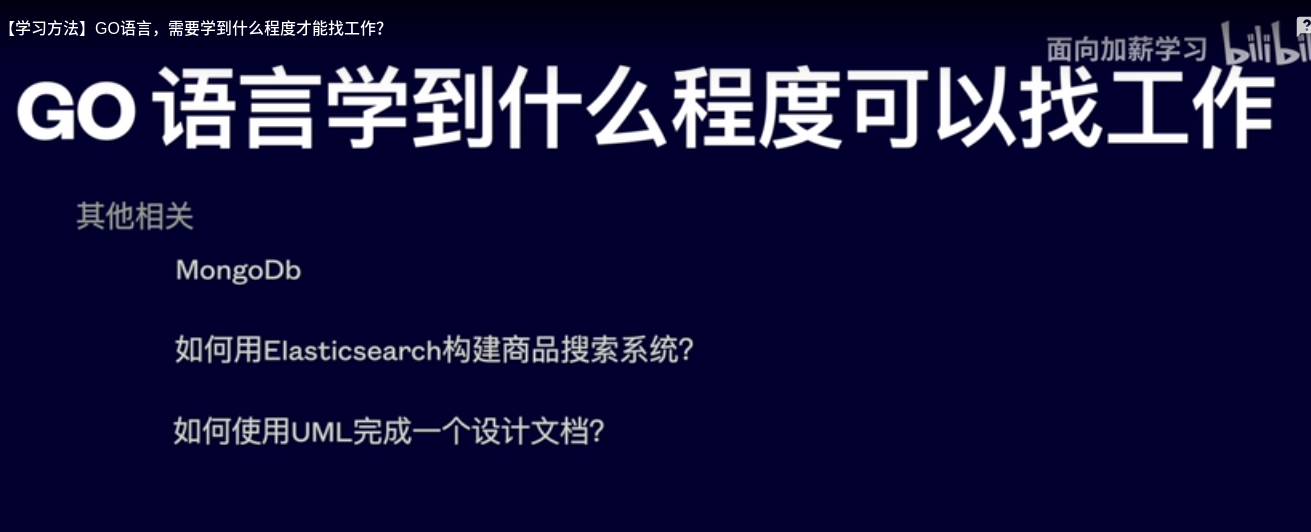 【学习方法】GO语言，需要学到什么程度才能找工作？
面向加薪学习 bilibili
GO 语言学到什么程度可以找工作
其他相关
MongoDb
如何用Elasticsearch构建商品搜索系统？
如何使用UML完成一个设计文档？